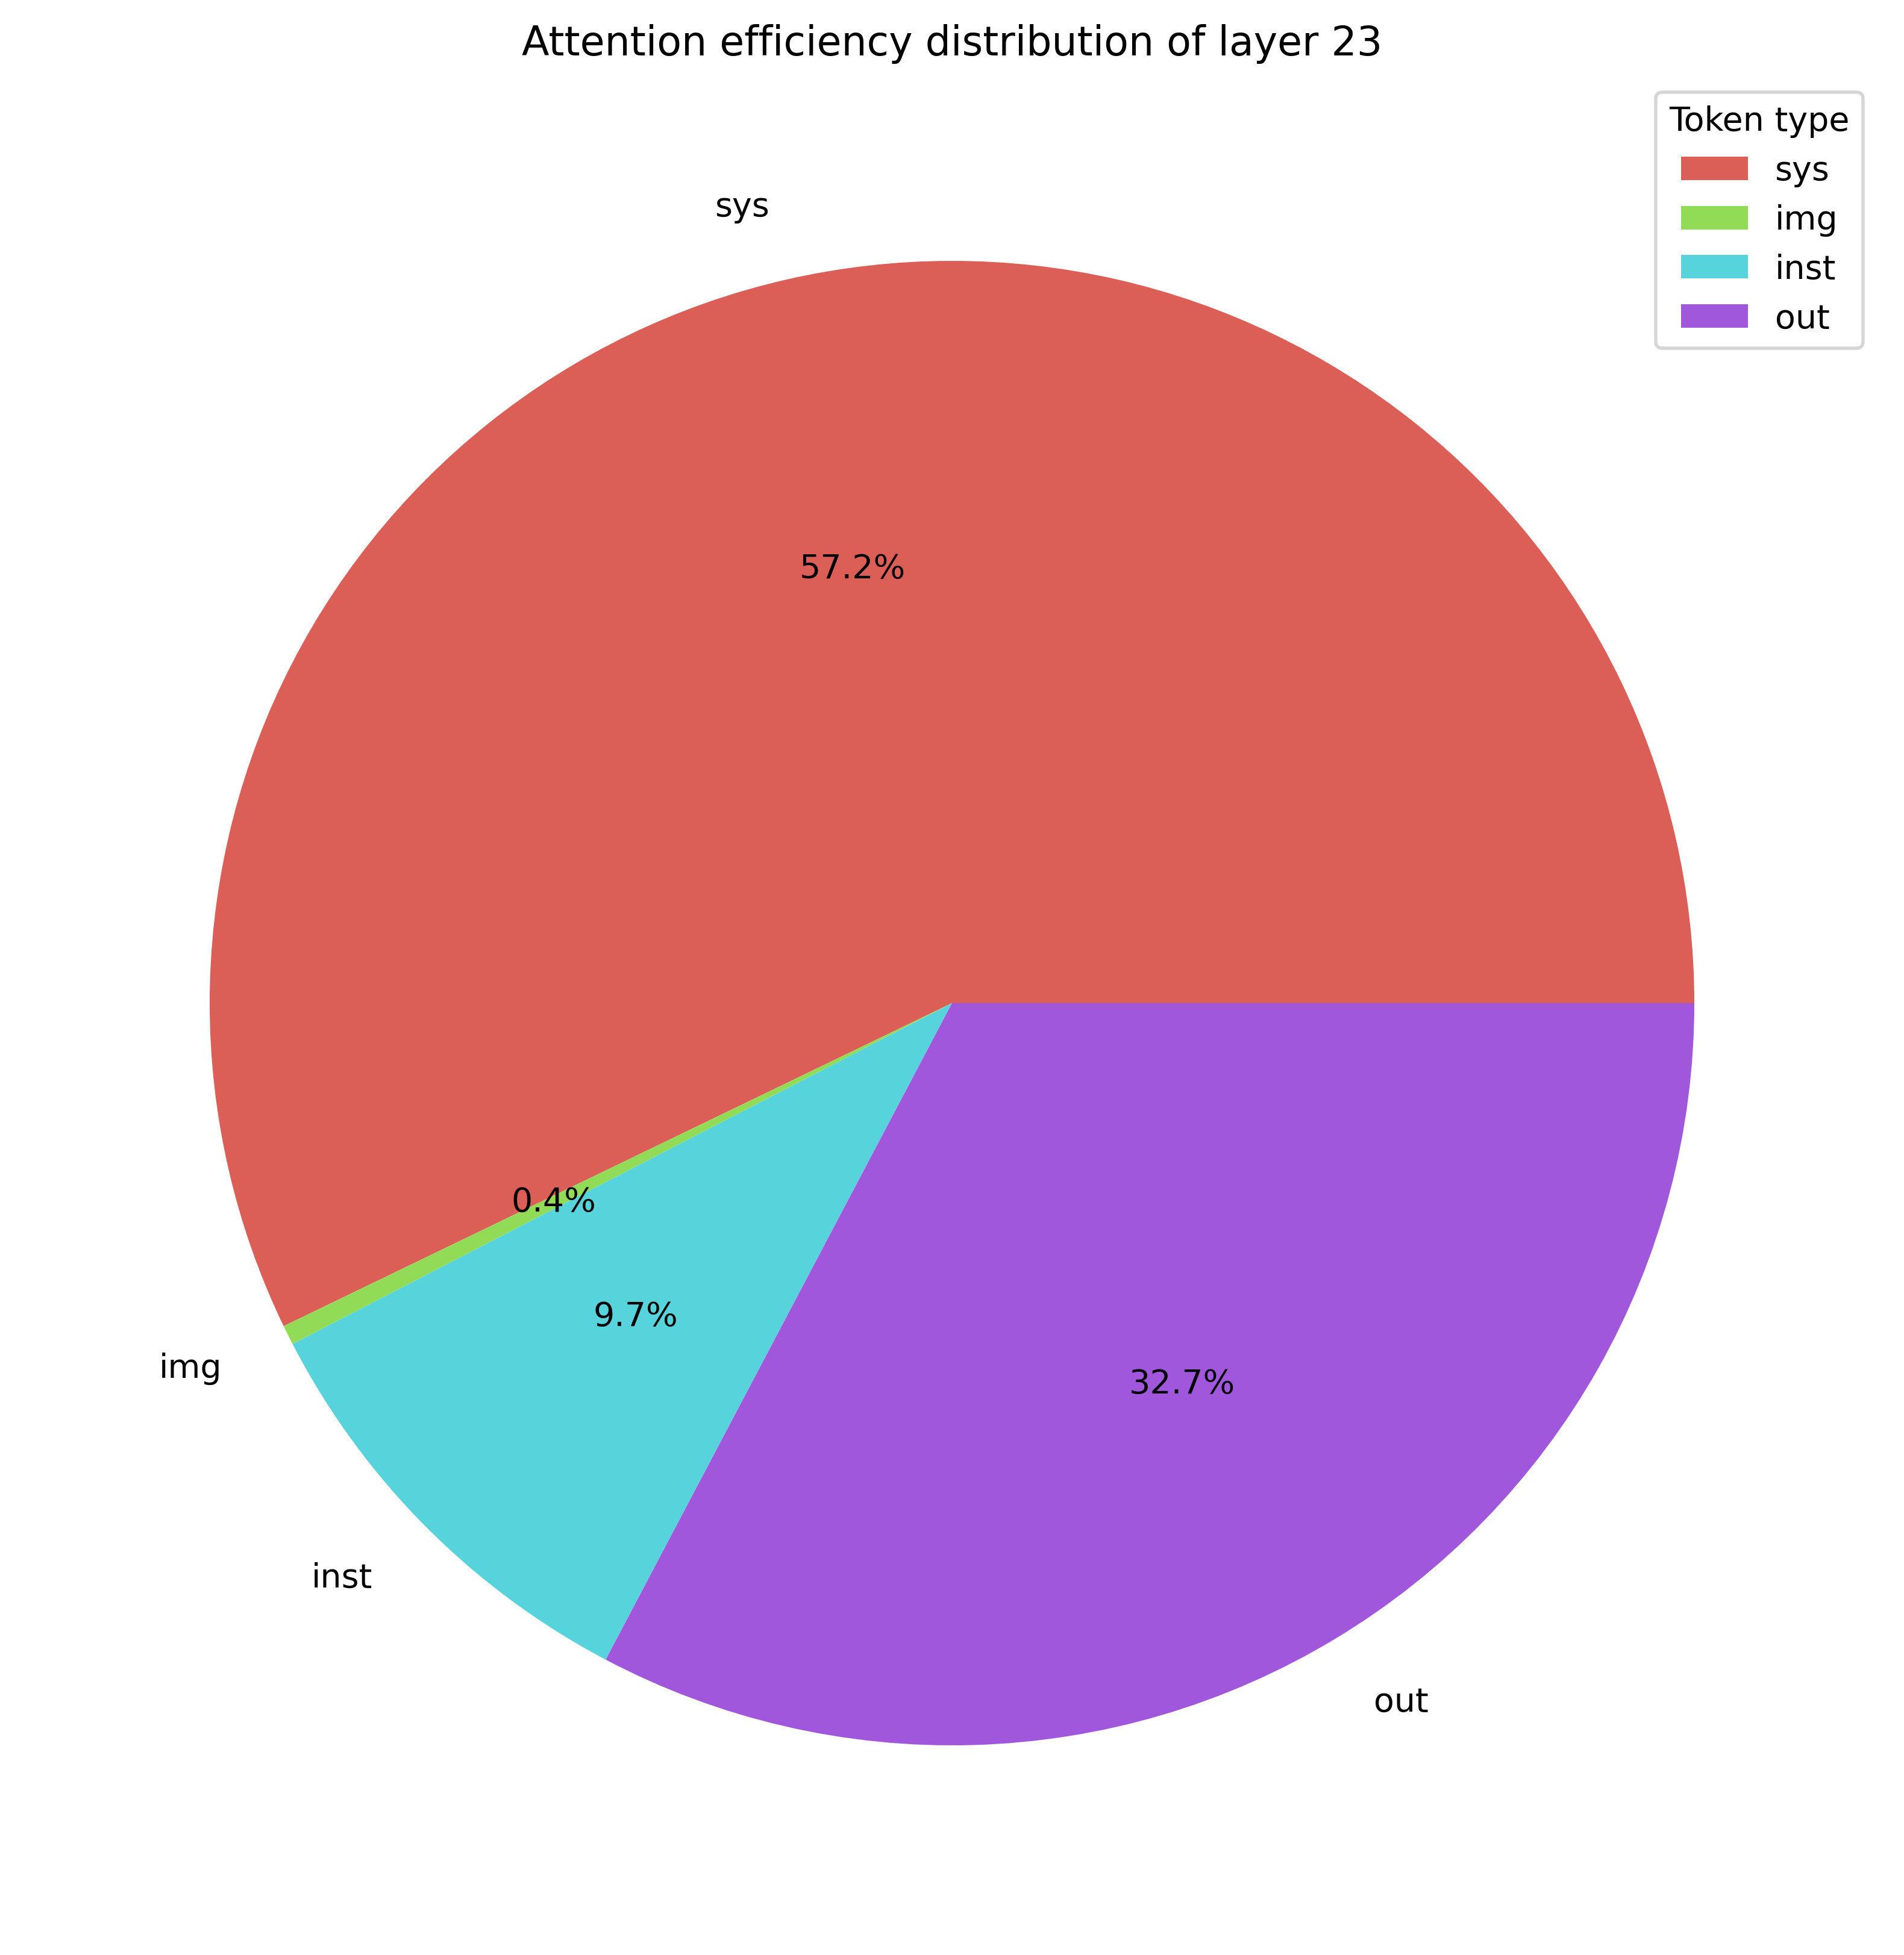 Attention efficiency distribution of layer 23
Token type
sys
img
inst
out
sys
57.2%
0.4%
9.7%
img
32.7%
inst
out